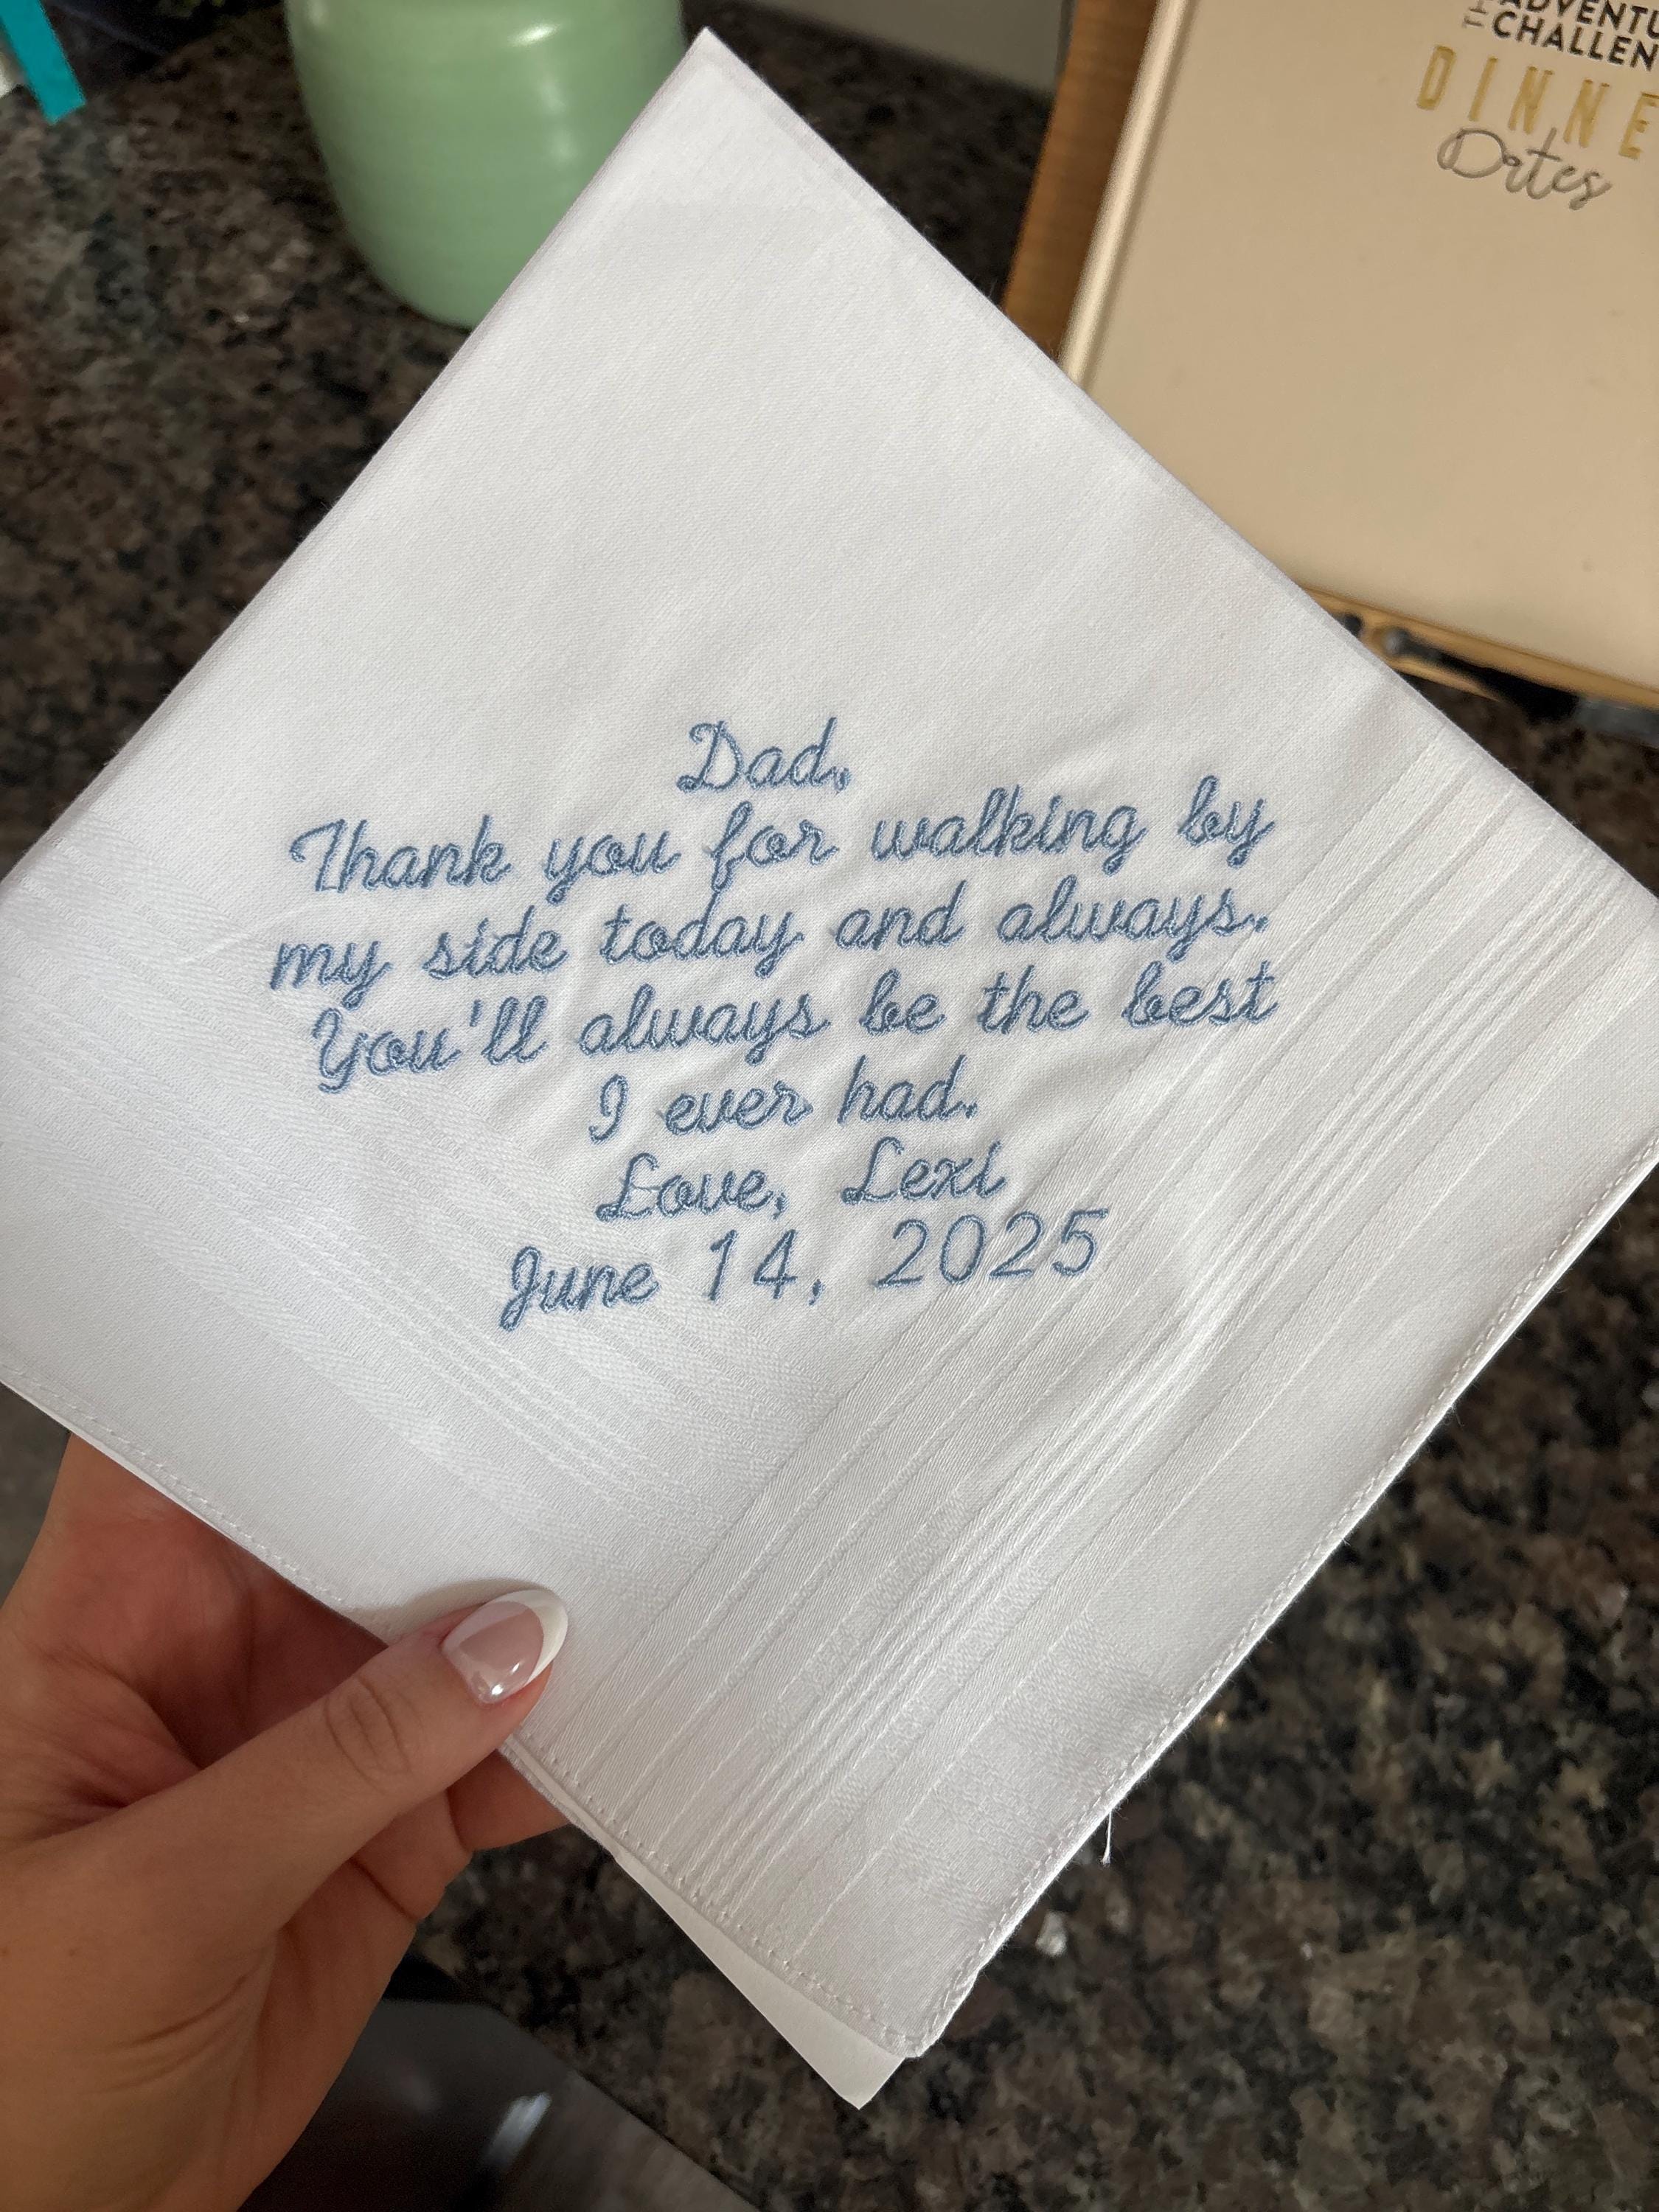 ADVENTU
CHALLEN
DINNE
Dates
Dad,
Thank you for walking by
my side today and always.
You'll always be the best
I ever had.
Love, Lexi
June 14, 2025